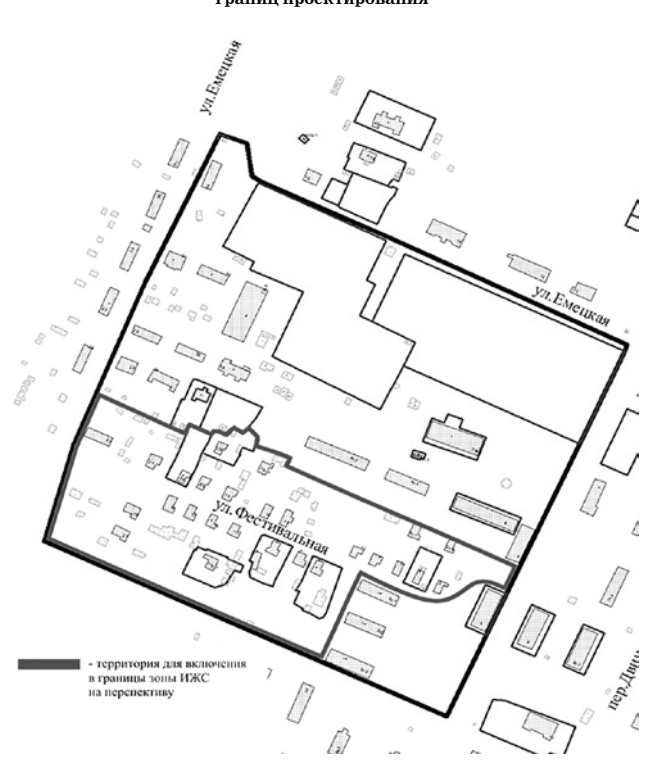 границ проектирования
ул.Емецкая
ул.Емецкая
ул.Фестивальная
пер.Двин
- территория для включения
в границы зоны ИЖС
на перспективу